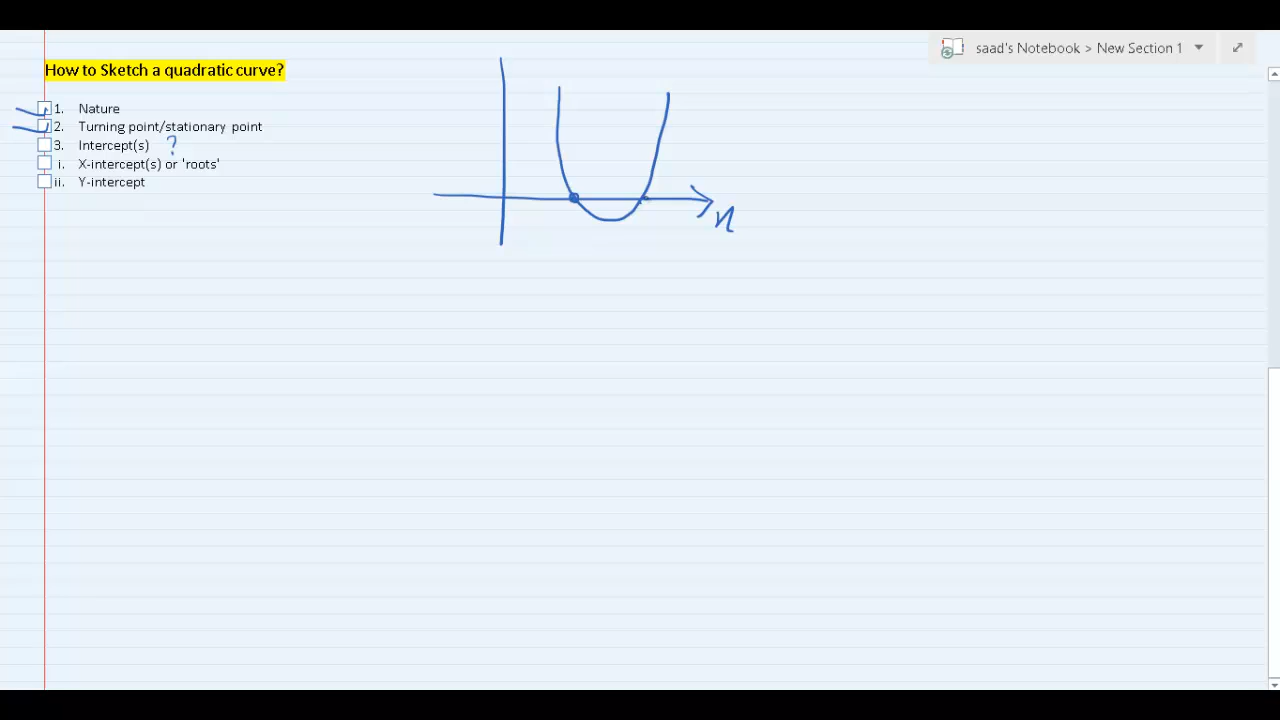 saad's Notebook > New Section 1
How to Sketch a quadratic curve?
1. Nature
2. Turning point/stationary point
3. Intercept(s) ?
i. X-intercept(s) or 'roots'
ii. Y-intercept
x